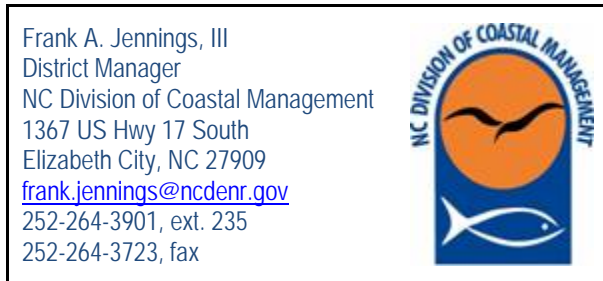 Frank A. Jennings, III
District Manager
NC Division of Coastal Management
1367 US Hwy 17 South
Elizabeth City, NC 27909
frank.jennings@ncdenr.gov
252-264-3901, ext. 235
252-264-3723, fax
NC DIVISION OF COASTAL MANAGEMENT